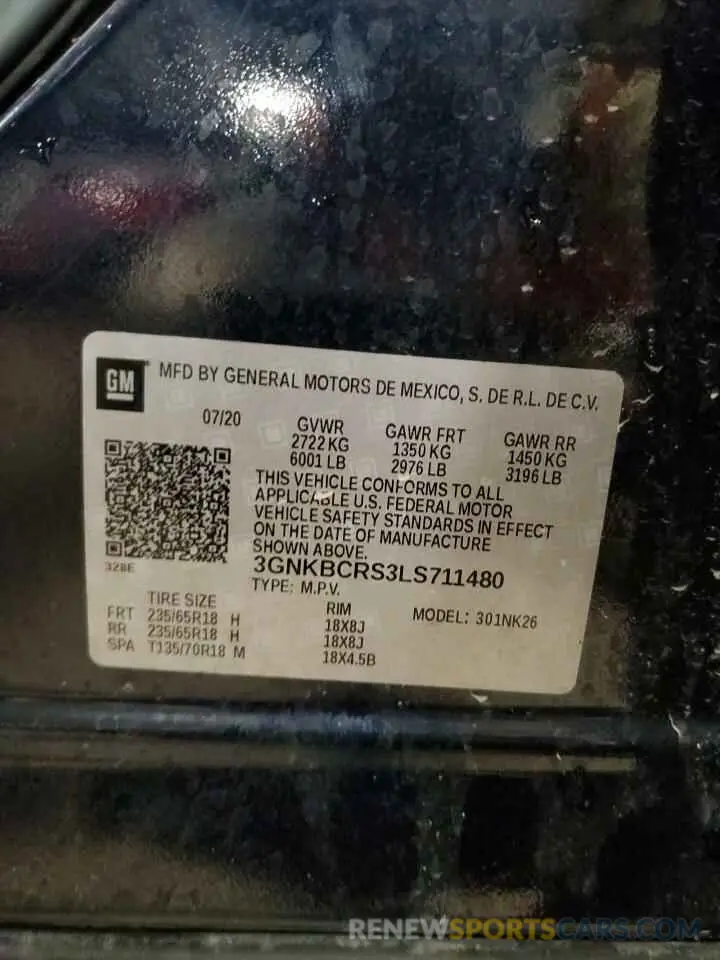 GM MFD BY GENERAL MOTORS DE MEXICO, S. DE R.L. DE C.V.
07/20 GVWR GAWR FRT GAWR RR
2722 KG 1350 KG 1450 KG
6001 LB 2976 LB 3196 LB
THIS VEHICLE CONFORMS TO ALL
APPLICABLE U.S. FEDERAL MOTOR
VEHICLE SAFETY STANDARDS IN EFFECT
ON THE DATE OF MANUFACTURE
SHOWN ABOVE.
328E
3GNKBCRS3LS711480
TYPE: M.P.V.
TIRE SIZE RIM MODEL: 301NK26
FRT 235/65R18 H 18X8J
RR 235/65R18 H 18X8J
SPA T135/70R18 M 18X4.5B
RENEWSPORTSCARS.COM